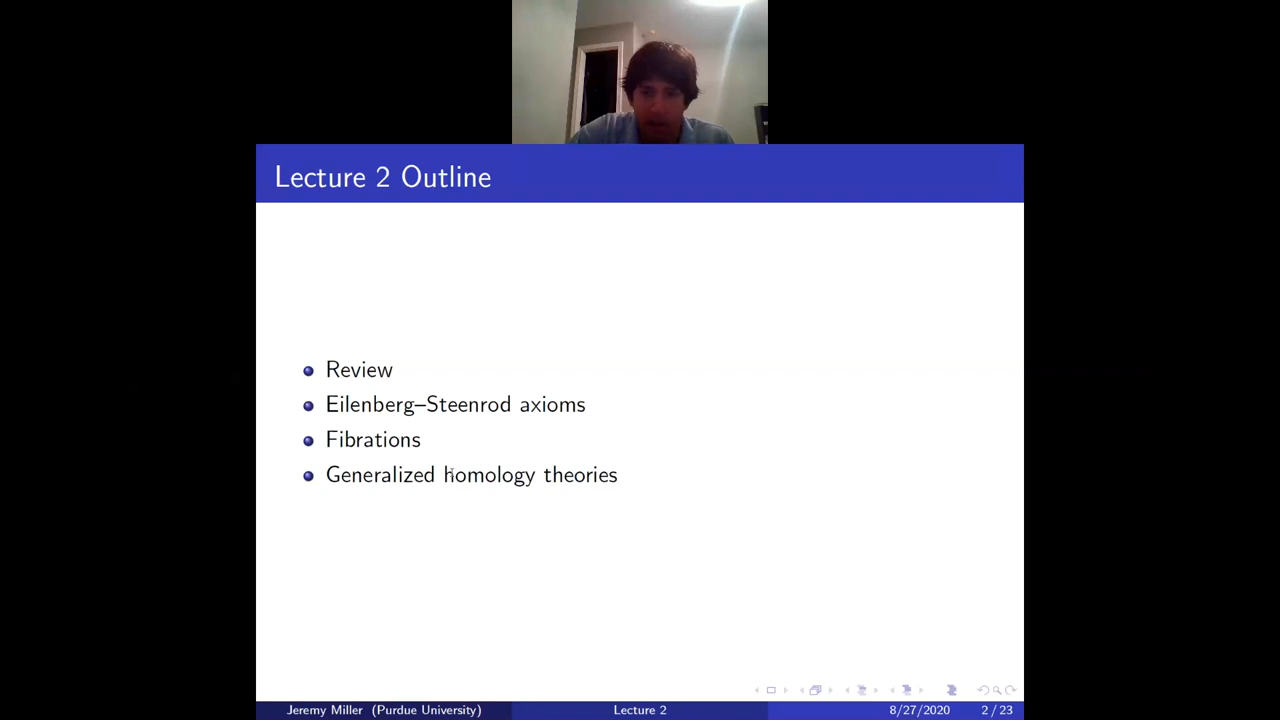 Lecture 2 Outline
Review
Eilenberg–Steenrod axioms
Fibrations
Generalized homology theories
Jeremy Miller (Purdue University)
Lecture 2
8/27/2020
2 / 23